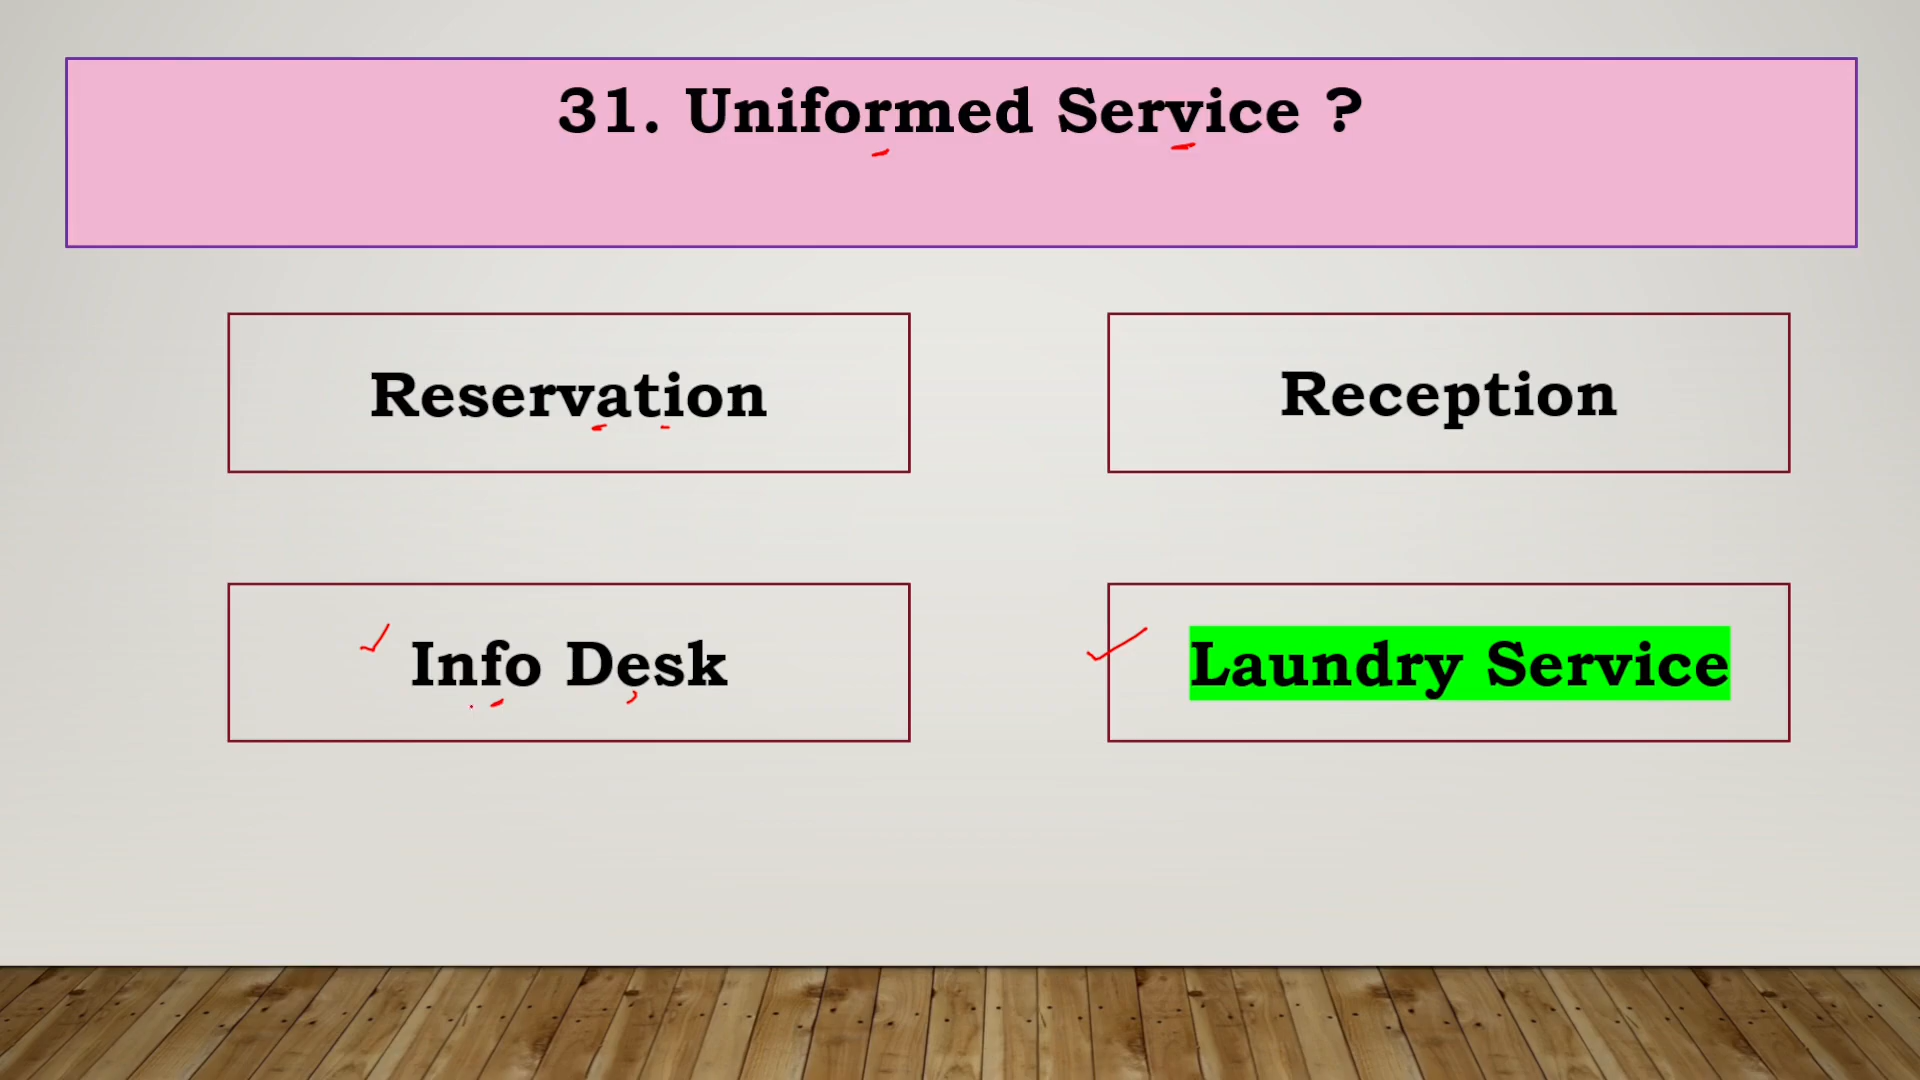 31. Uniformed Service ?
Reservation
Reception
Info Desk
Laundry Service